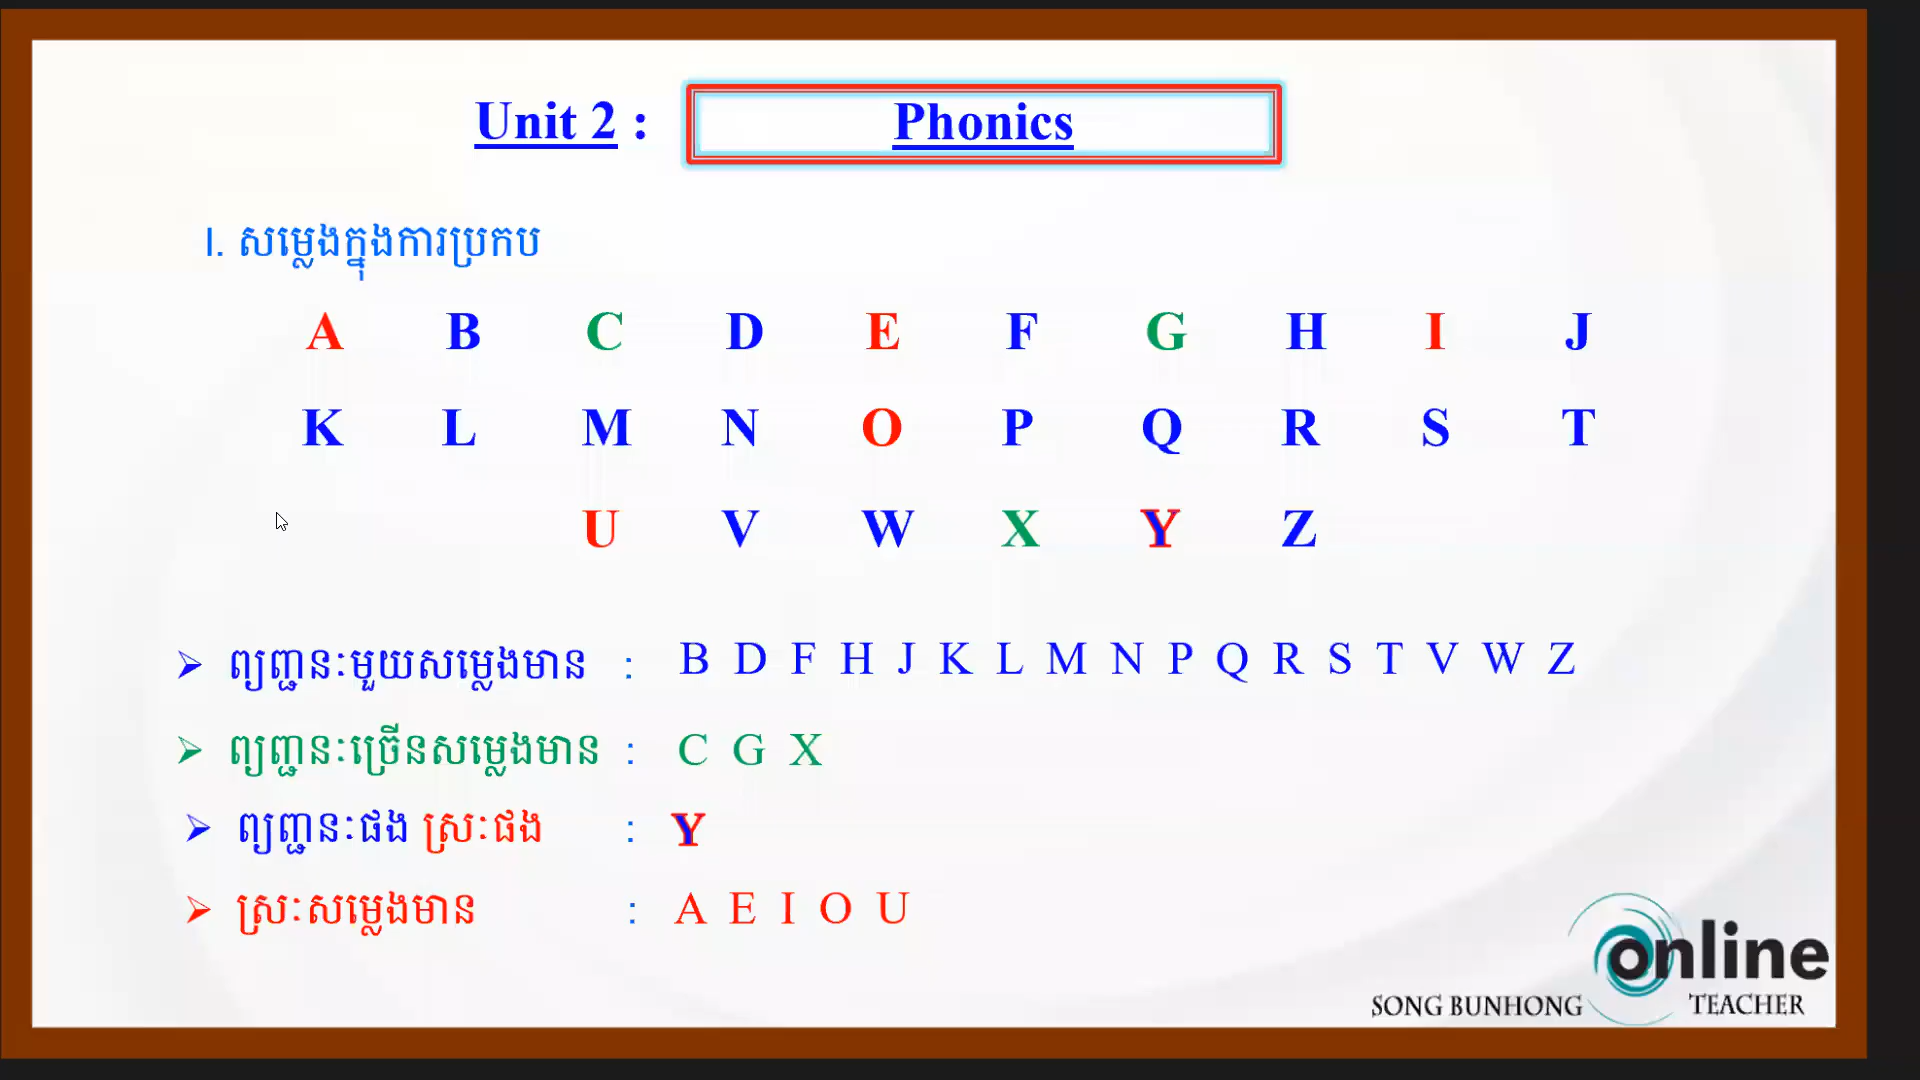 Unit 2 : Phonics
I. សម្លេងក្នុងការប្រកប
A B C D E F G H I J
K L M N O P Q R S T
U V W X Y Z
➢ ព្យញ្ជនៈមួយសម្លេងមាន : B D F H J K L M N P Q R S T V W Z
➢ ព្យញ្ជនៈច្រើនសម្លេងមាន : C G X
➢ ព្យញ្ជនៈផង ស្រៈផង : Y
➢ ស្រៈសម្លេងមាន : A E I O U
online
SONG BUNHONG TEACHER